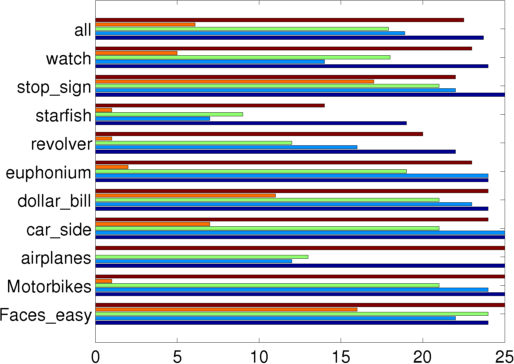 all
watch
stop_sign
starfish
revolver
euphonium
dollar_bill
car_side
airplanes
Motorbikes
Faces_easy
0 5 10 15 20 25